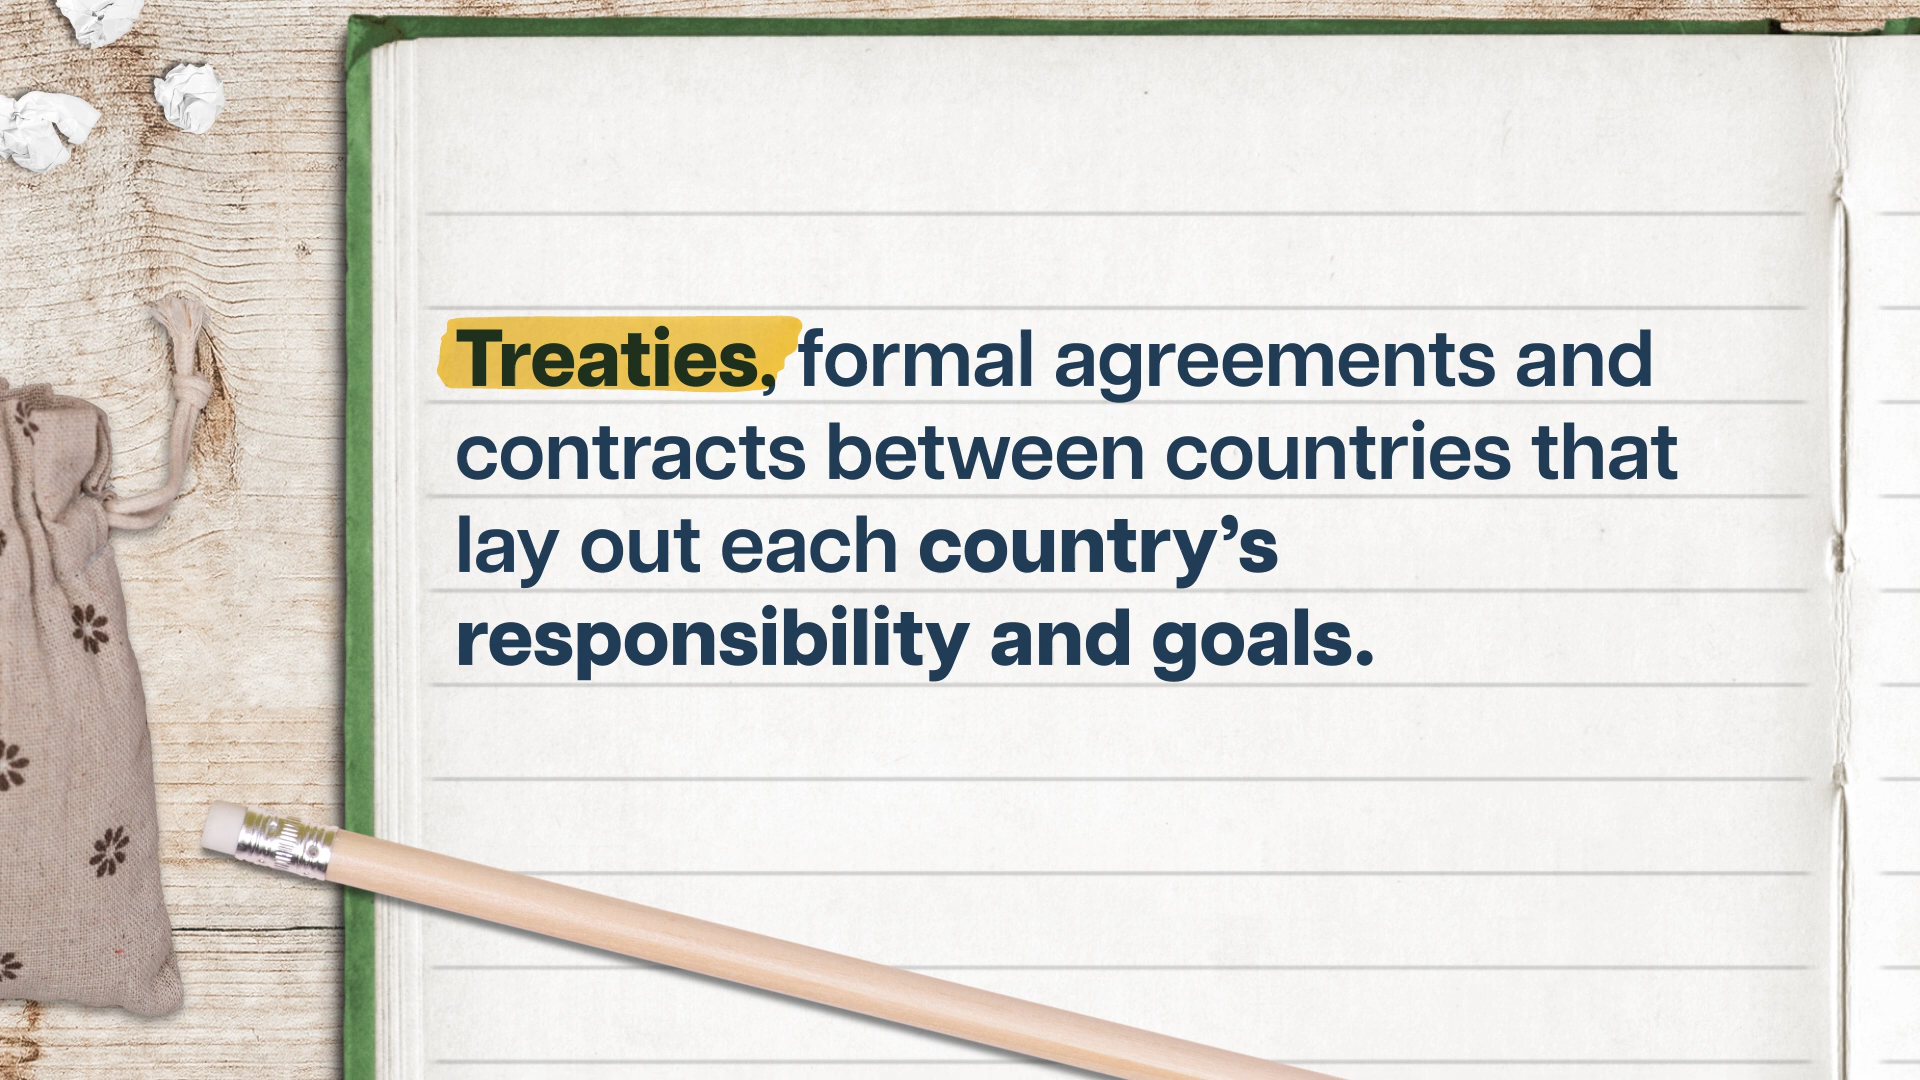 Treaties, formal agreements and
contracts between countries that
lay out each country’s
responsibility and goals.